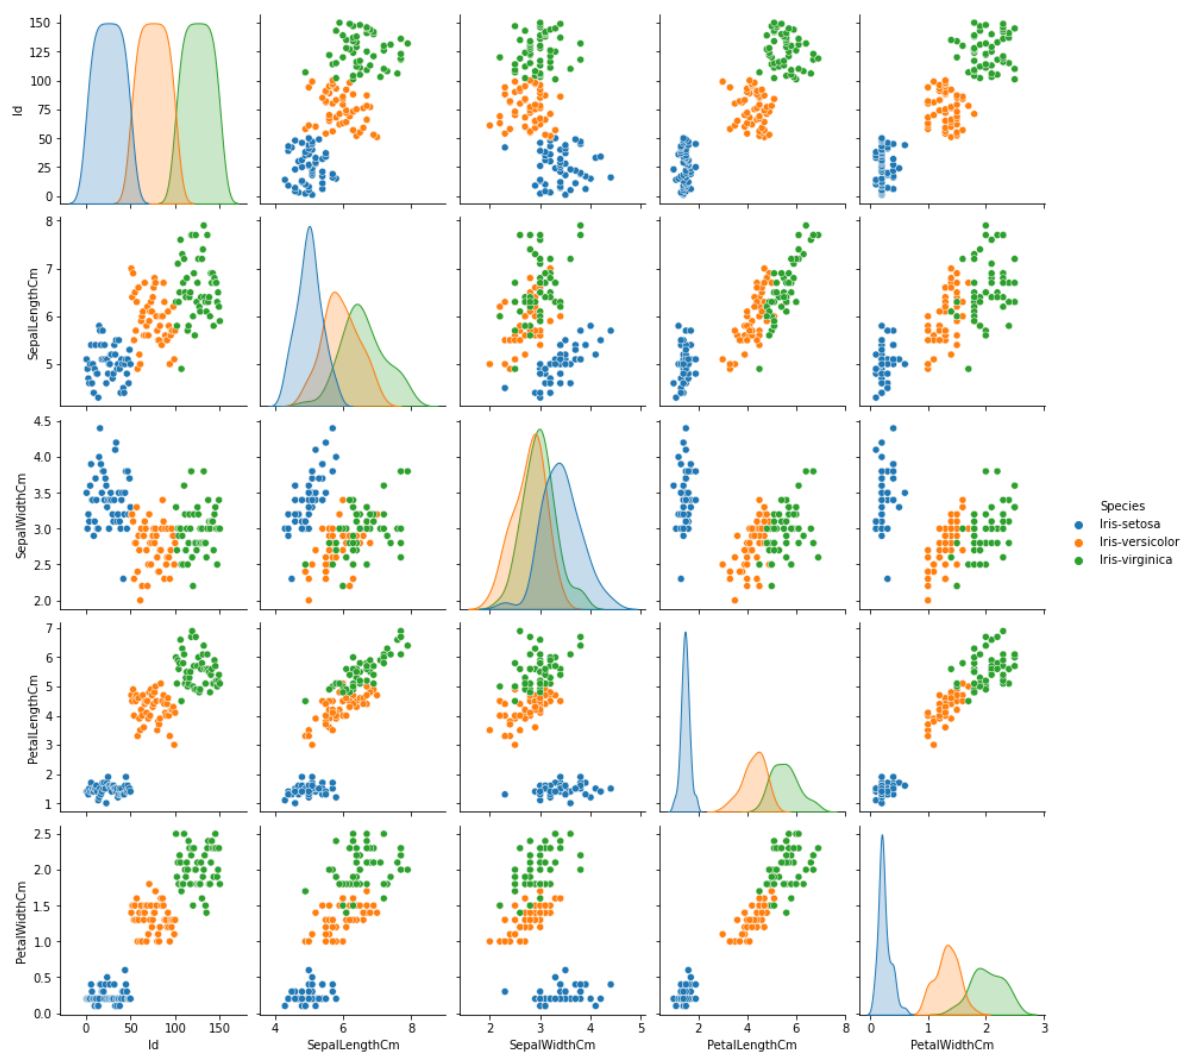 150
125
100
75
50
25
0
Id
8
7
6
5
SepalLengthCm
4.5
4.0
3.5
3.0
2.5
2.0
SepalWidthCm
Species
Iris-setosa
Iris-versicolor
Iris-virginica
7
6
5
4
3
2
1
PetalLengthCm
2.5
2.0
1.5
1.0
0.5
0.0
PetalWidthCm
0 50 100 150
Id
4 6 8
SepalLengthCm
2 3 4 5
SepalWidthCm
2 4 6 8
PetalLengthCm
0 1 2 3
PetalWidthCm